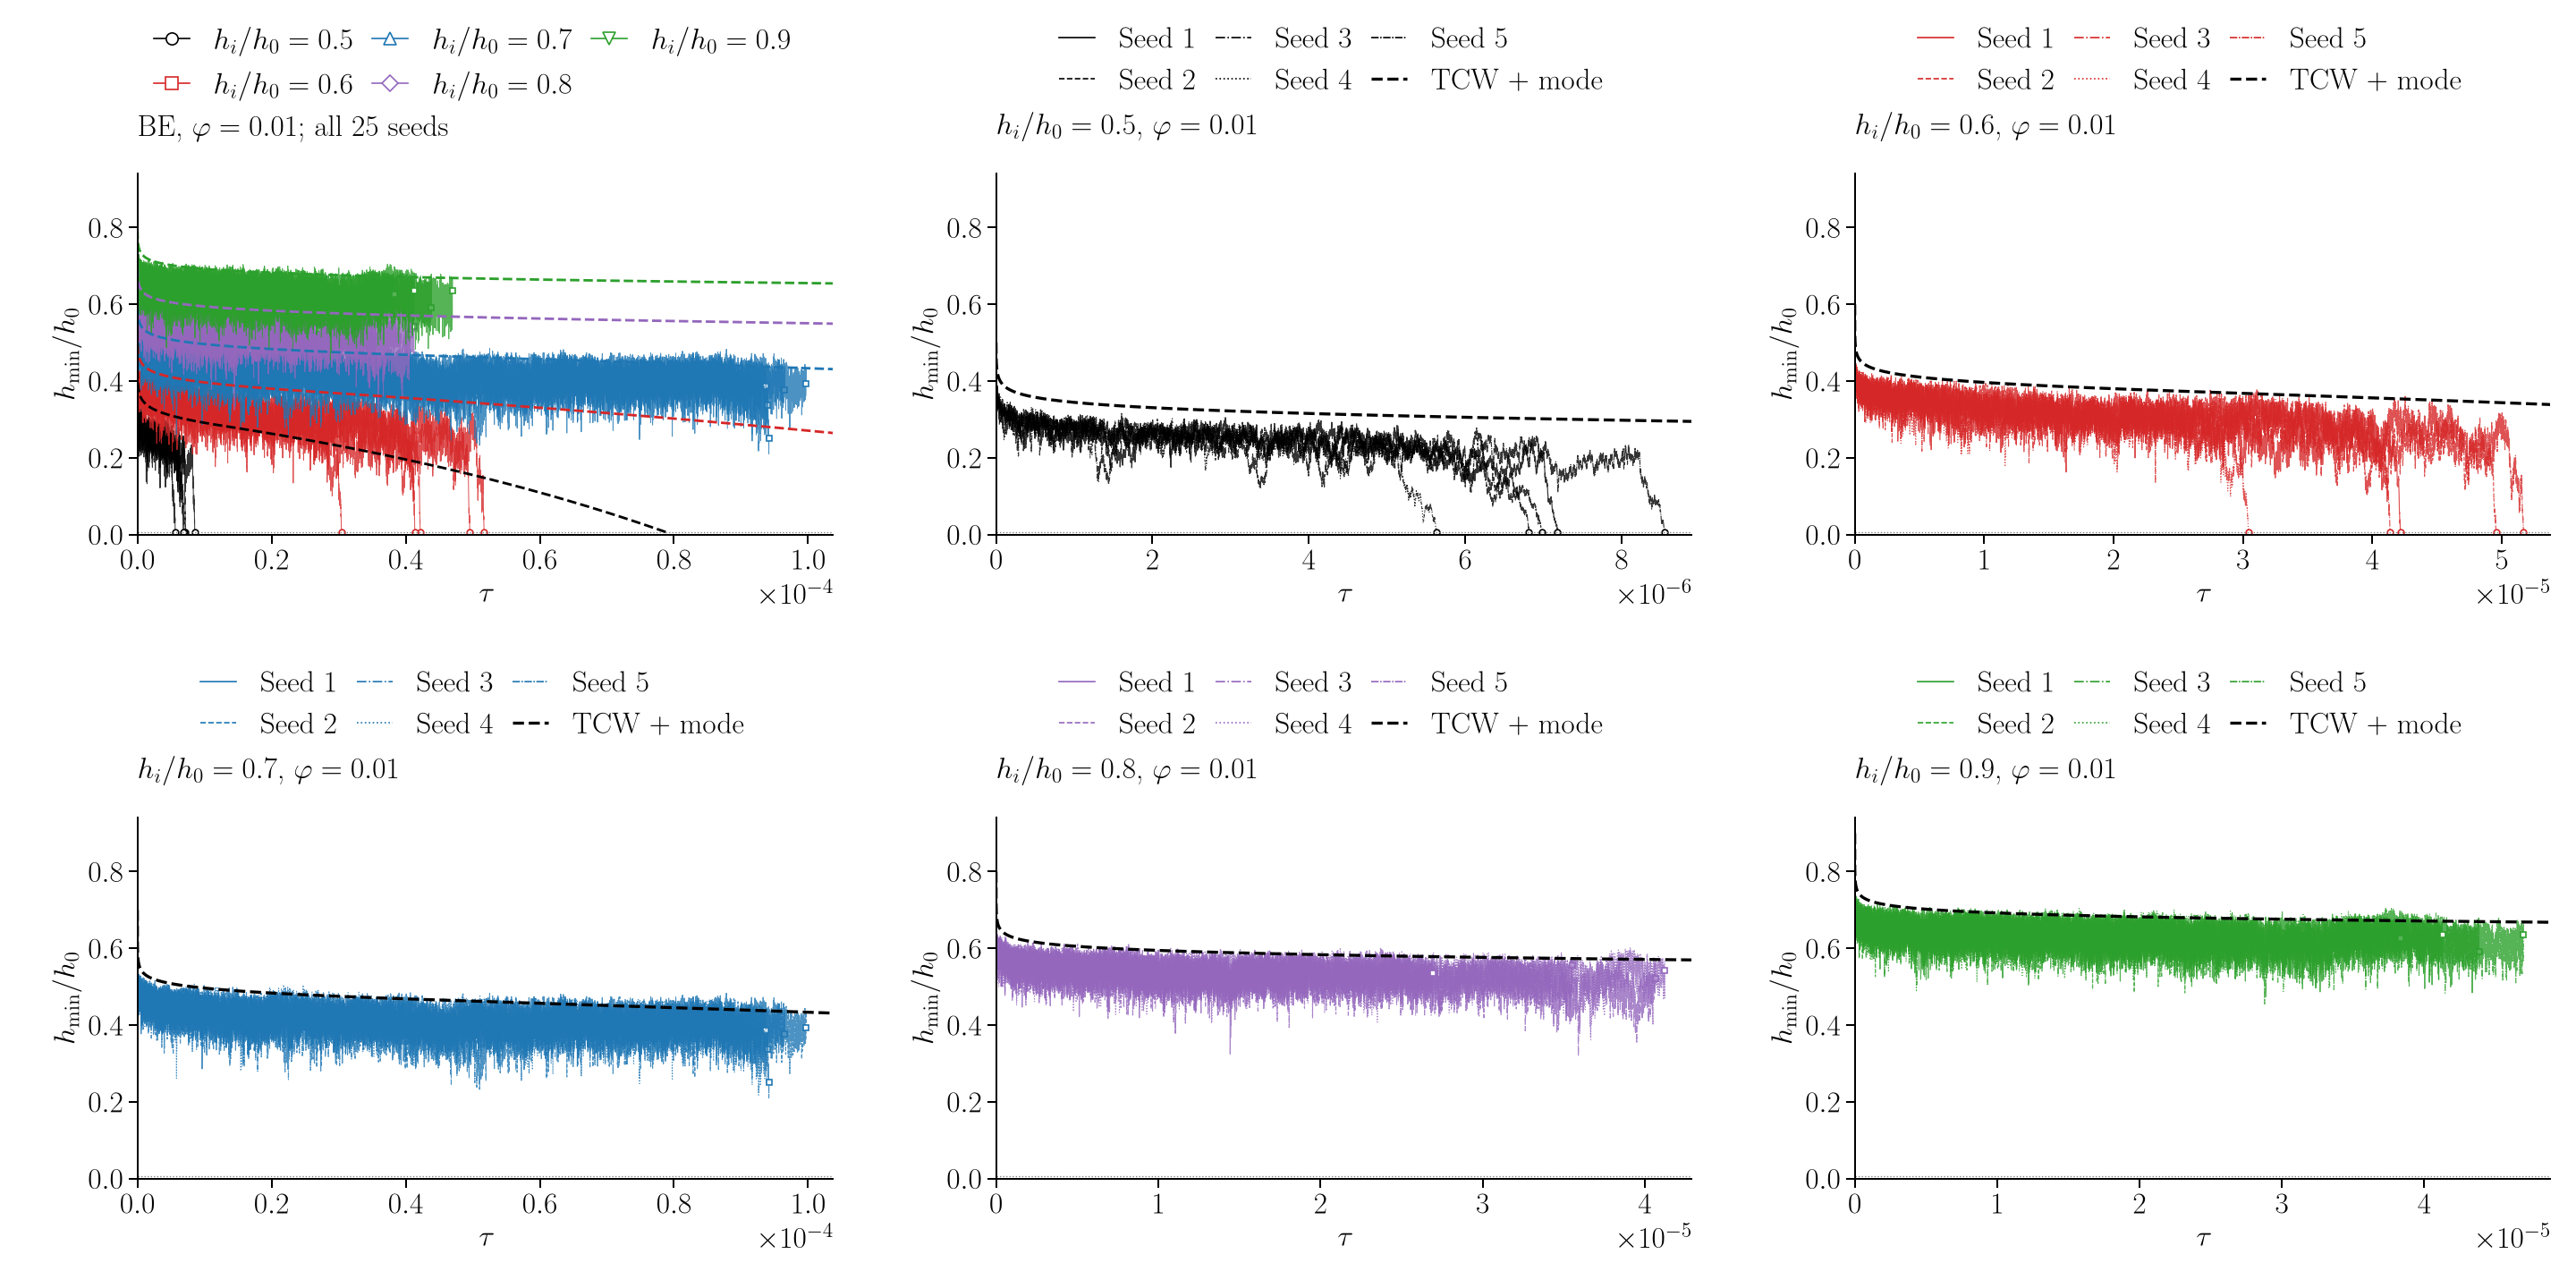 h_i/h_0 = 0.5 h_i/h_0 = 0.7 h_i/h_0 = 0.9
h_i/h_0 = 0.6 h_i/h_0 = 0.8
BE, φ = 0.01; all 25 seeds
0.8
0.6
0.4
0.2
0.0
h_min/h_0
0.0 0.2 0.4 0.6 0.8 1.0
τ
×10^−4
Seed 1 Seed 3 Seed 5
Seed 2 Seed 4 TCW + mode
h_i/h_0 = 0.5, φ = 0.01
0.8
0.6
0.4
0.2
0.0
h_min/h_0
0 2 4 6 8
τ
×10^−6
Seed 1 Seed 3 Seed 5
Seed 2 Seed 4 TCW + mode
h_i/h_0 = 0.6, φ = 0.01
0.8
0.6
0.4
0.2
0.0
h_min/h_0
0 1 2 3 4 5
τ
×10^−5
Seed 1 Seed 3 Seed 5
Seed 2 Seed 4 TCW + mode
h_i/h_0 = 0.7, φ = 0.01
0.8
0.6
0.4
0.2
0.0
h_min/h_0
0.0 0.2 0.4 0.6 0.8 1.0
τ
×10^−4
Seed 1 Seed 3 Seed 5
Seed 2 Seed 4 TCW + mode
h_i/h_0 = 0.8, φ = 0.01
0.8
0.6
0.4
0.2
0.0
h_min/h_0
0 1 2 3 4
τ
×10^−5
Seed 1 Seed 3 Seed 5
Seed 2 Seed 4 TCW + mode
h_i/h_0 = 0.9, φ = 0.01
0.8
0.6
0.4
0.2
0.0
h_min/h_0
0 1 2 3 4
τ
×10^−5